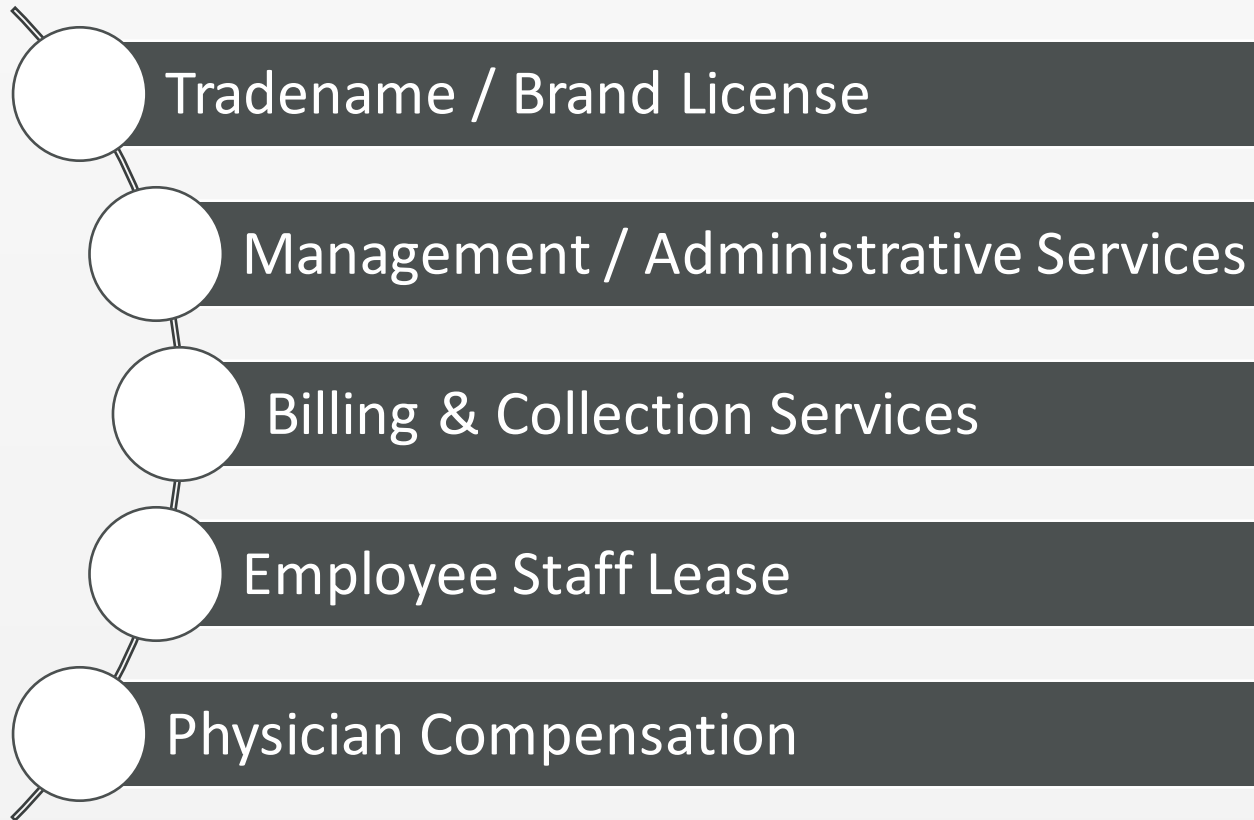 Tradename / Brand License
Management / Administrative Services
Billing & Collection Services
Employee Staff Lease
Physician Compensation